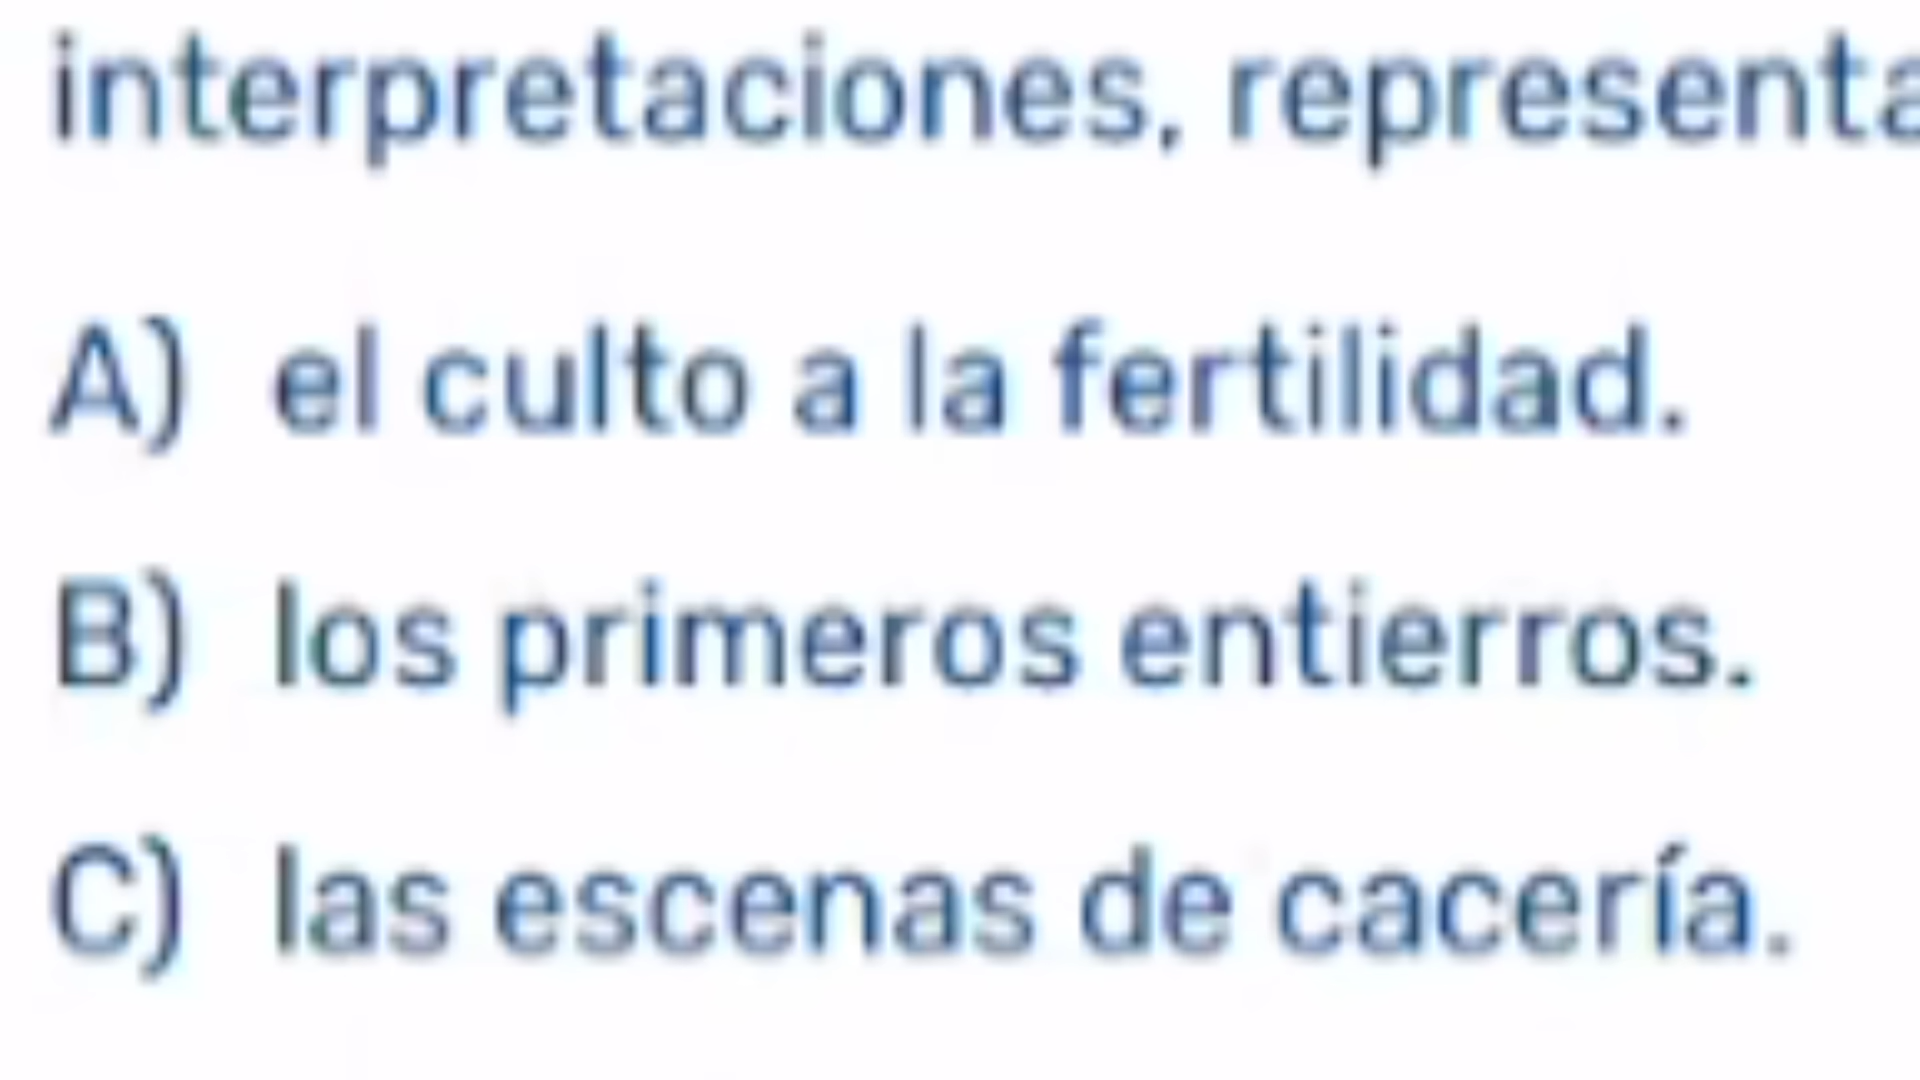 interpretaciones, representa
A) el culto a la fertilidad.
B) los primeros entierros.
C) las escenas de cacería.